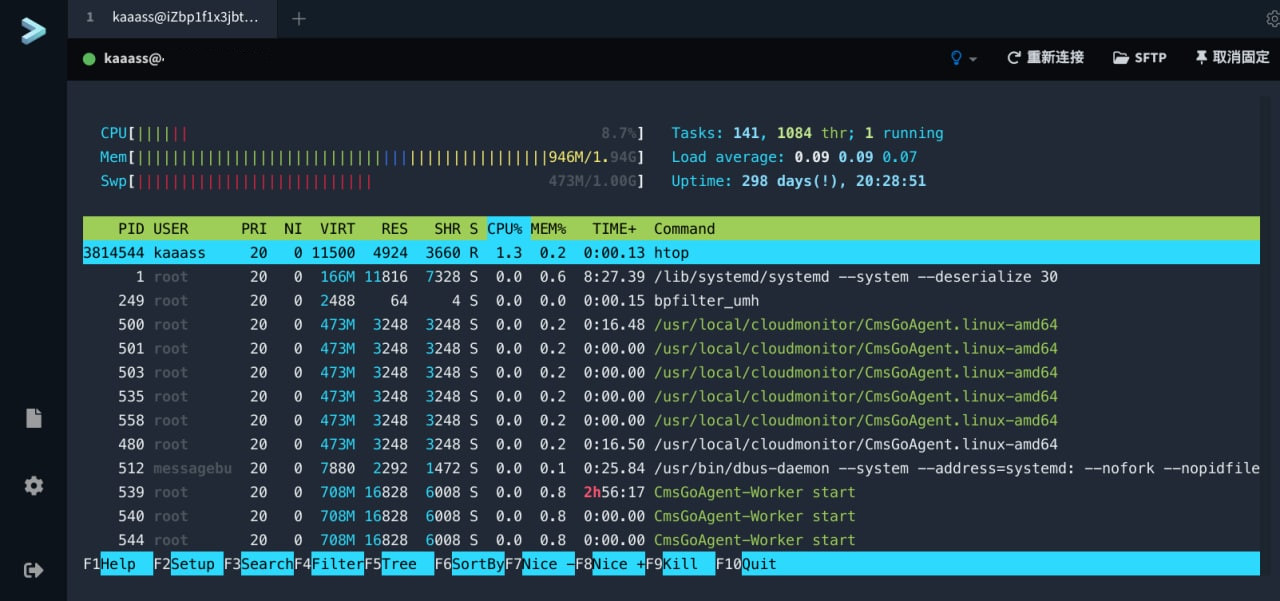 1 kaaass@iZbp1f1x3jbt...
kaaass@
重新连接 SFTP 取消固定
CPU[|||||| 8.7%] Tasks: 141, 1084 thr; 1 running
Mem[||||||||||||||||||||||||||||||||||||||||||||||946M/1.94G] Load average: 0.09 0.09 0.07
Swp[||||||||||||||||||||||||||| 473M/1.00G] Uptime: 298 days(!), 20:28:51
PID USER PRI NI VIRT RES SHR S CPU% MEM% TIME+ Command
3814544 kaaass 20 0 11500 4924 3660 R 1.3 0.2 0:00.13 htop
1 root 20 0 166M 11816 7328 S 0.0 0.6 8:27.39 /lib/systemd/systemd --system --deserialize 30
249 root 20 0 2488 64 4 S 0.0 0.0 0:00.15 bpfilter_umh
500 root 20 0 473M 3248 3248 S 0.0 0.2 0:16.48 /usr/local/cloudmonitor/CmsGoAgent.linux-amd64
501 root 20 0 473M 3248 3248 S 0.0 0.2 0:00.00 /usr/local/cloudmonitor/CmsGoAgent.linux-amd64
503 root 20 0 473M 3248 3248 S 0.0 0.2 0:00.00 /usr/local/cloudmonitor/CmsGoAgent.linux-amd64
535 root 20 0 473M 3248 3248 S 0.0 0.2 0:00.00 /usr/local/cloudmonitor/CmsGoAgent.linux-amd64
558 root 20 0 473M 3248 3248 S 0.0 0.2 0:00.00 /usr/local/cloudmonitor/CmsGoAgent.linux-amd64
480 root 20 0 473M 3248 3248 S 0.0 0.2 0:16.50 /usr/local/cloudmonitor/CmsGoAgent.linux-amd64
512 messagebu 20 0 7880 2292 1472 S 0.0 0.1 0:25.84 /usr/bin/dbus-daemon --system --address=systemd: --nofork --nopidfile
539 root 20 0 708M 16828 6008 S 0.0 0.8 2h56:17 CmsGoAgent-Worker start
540 root 20 0 708M 16828 6008 S 0.0 0.8 0:00.00 CmsGoAgent-Worker start
544 root 20 0 708M 16828 6008 S 0.0 0.8 0:00.00 CmsGoAgent-Worker start
F1Help F2Setup F3SearchF4FilterF5Tree F6SortByF7Nice -F8Nice +F9Kill F10Quit